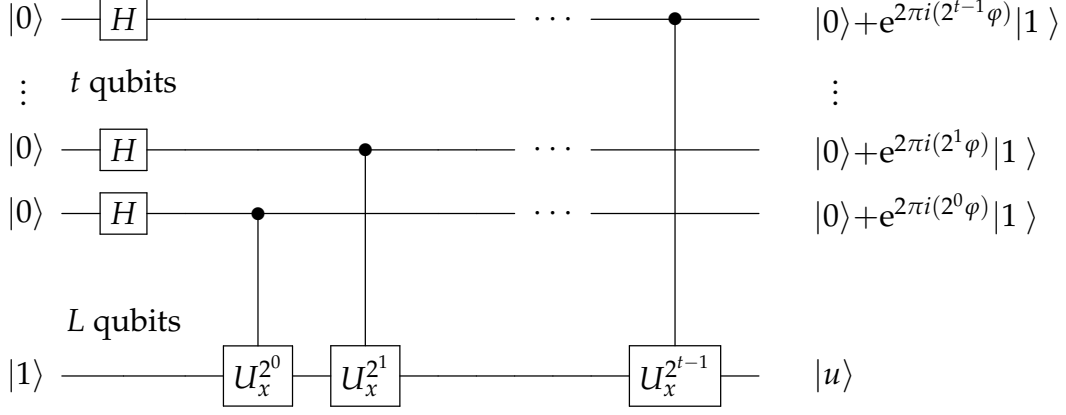 |0⟩ H ··· |0⟩+e^{2πi(2^{t−1}φ)}|1 ⟩
⋮ t qubits ⋮
|0⟩ H ··· |0⟩+e^{2πi(2^1φ)}|1 ⟩
|0⟩ H ··· |0⟩+e^{2πi(2^0φ)}|1 ⟩
L qubits
|1⟩ U_x^{2^0} U_x^{2^1} U_x^{2^{t−1}} |u⟩